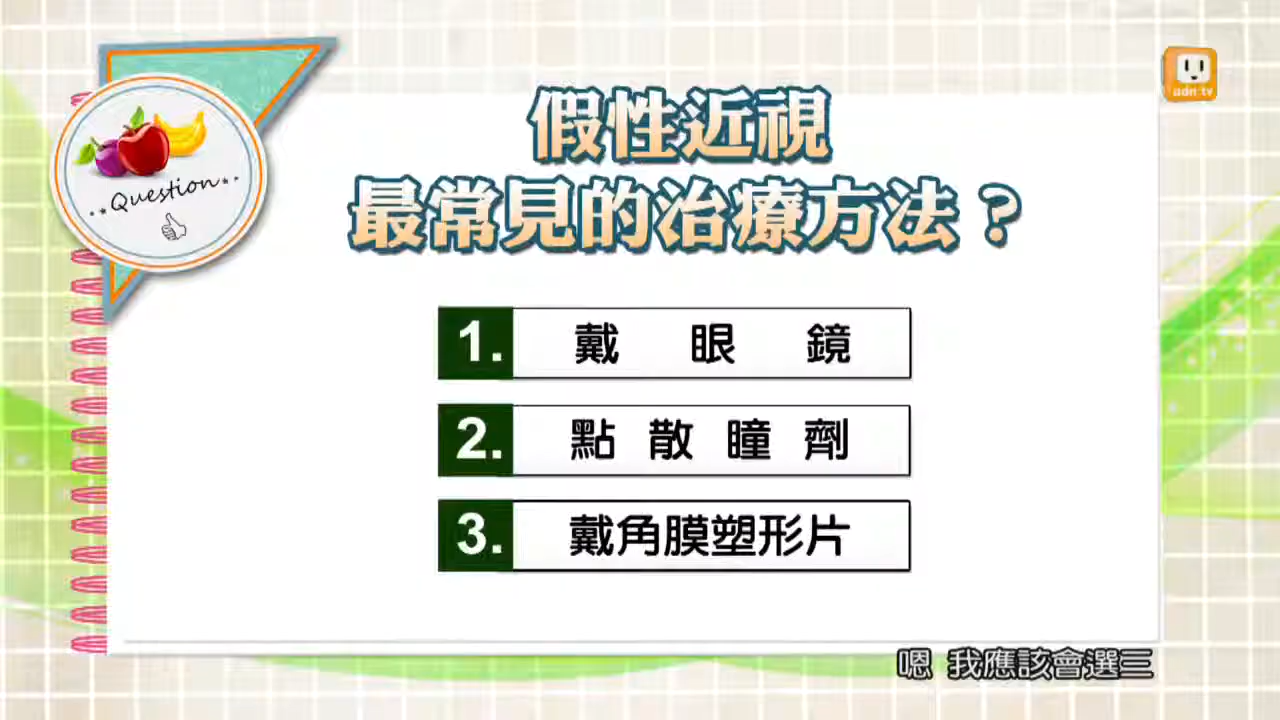 udn tv
Question
假性近視
最常見的治療方法？
1. 戴眼鏡
2. 點散瞳劑
3. 戴角膜塑形片
嗯 我應該會選三